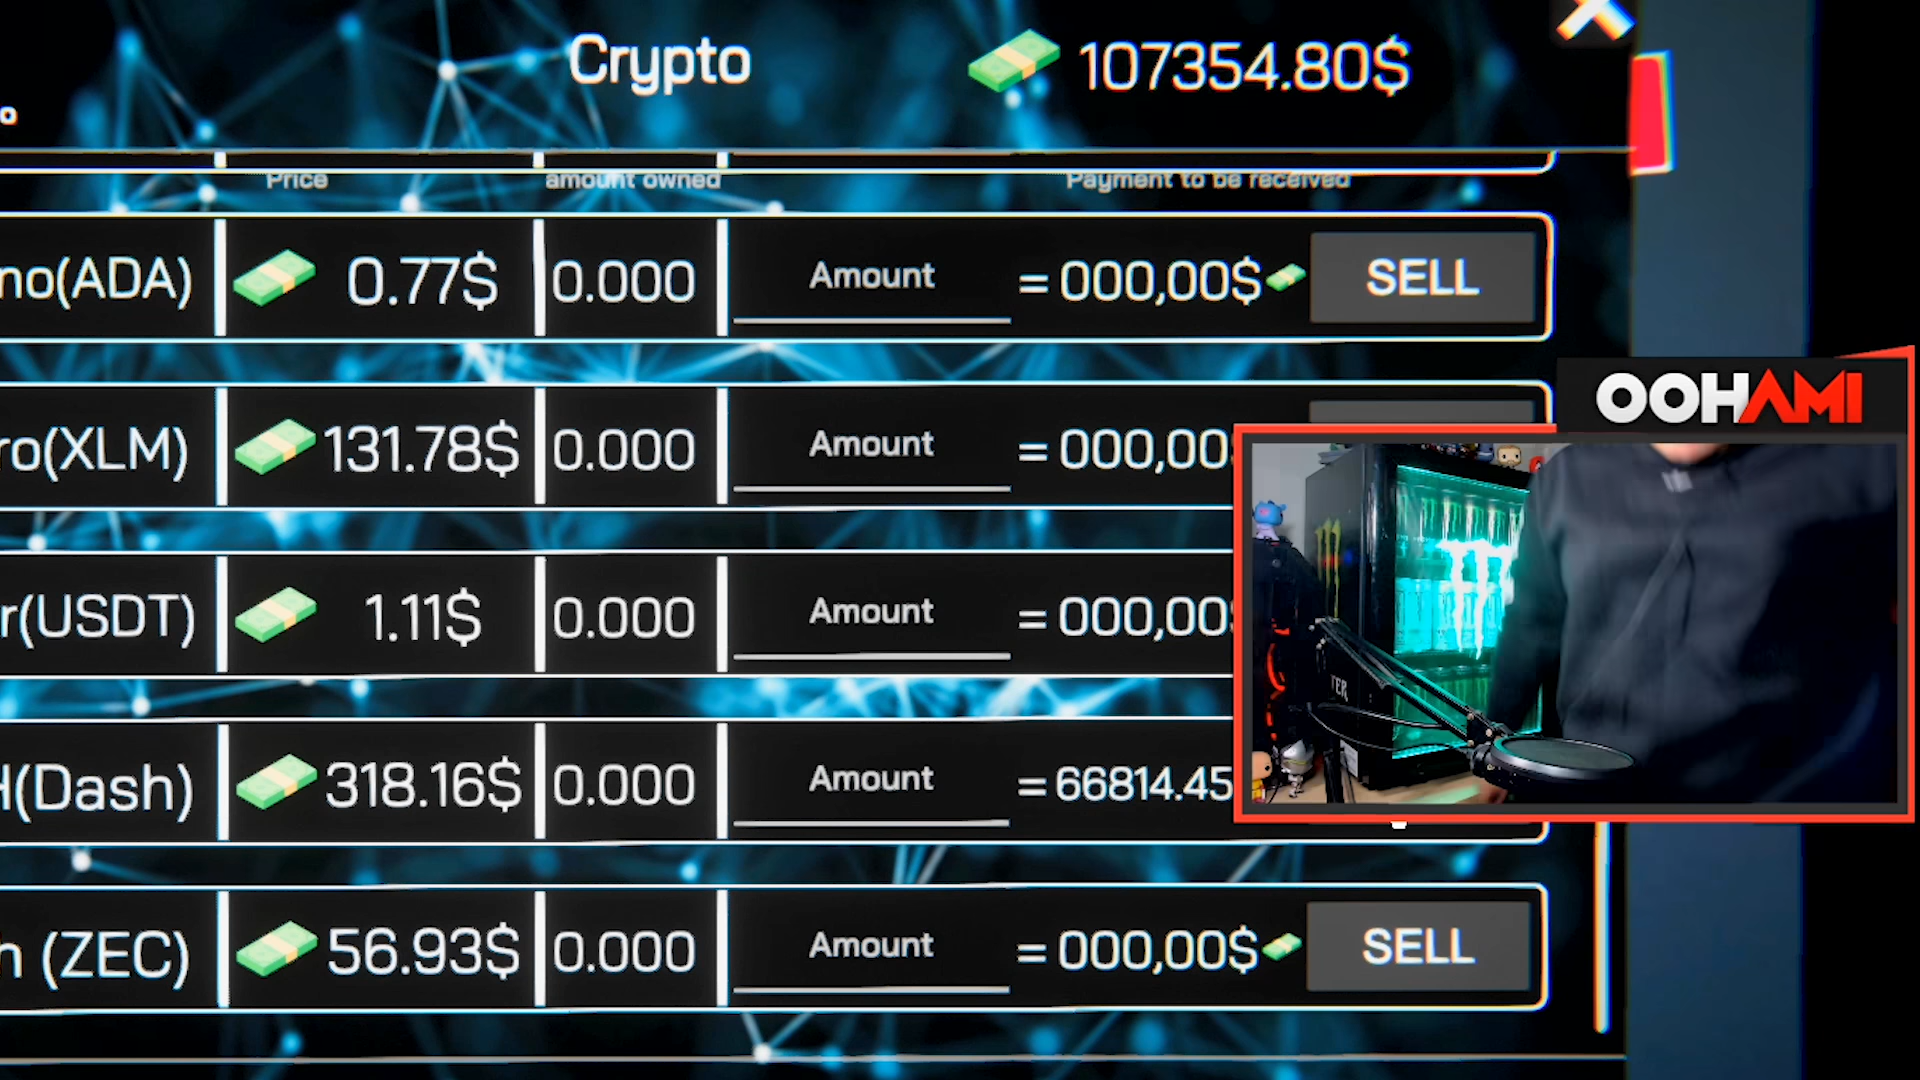 Crypto 107354.80$
o
Price amount owned Payment to be received
no(ADA) 0.77$ 0.000 Amount = 000,00$ SELL
OOHAMI
ro(XLM) 131.78$ 0.000 Amount = 000,00
r(USDT) 1.11$ 0.000 Amount = 000,00
TER
H(Dash) 318.16$ 0.000 Amount = 66814.45
h (ZEC) 56.93$ 0.000 Amount = 000,00$ SELL